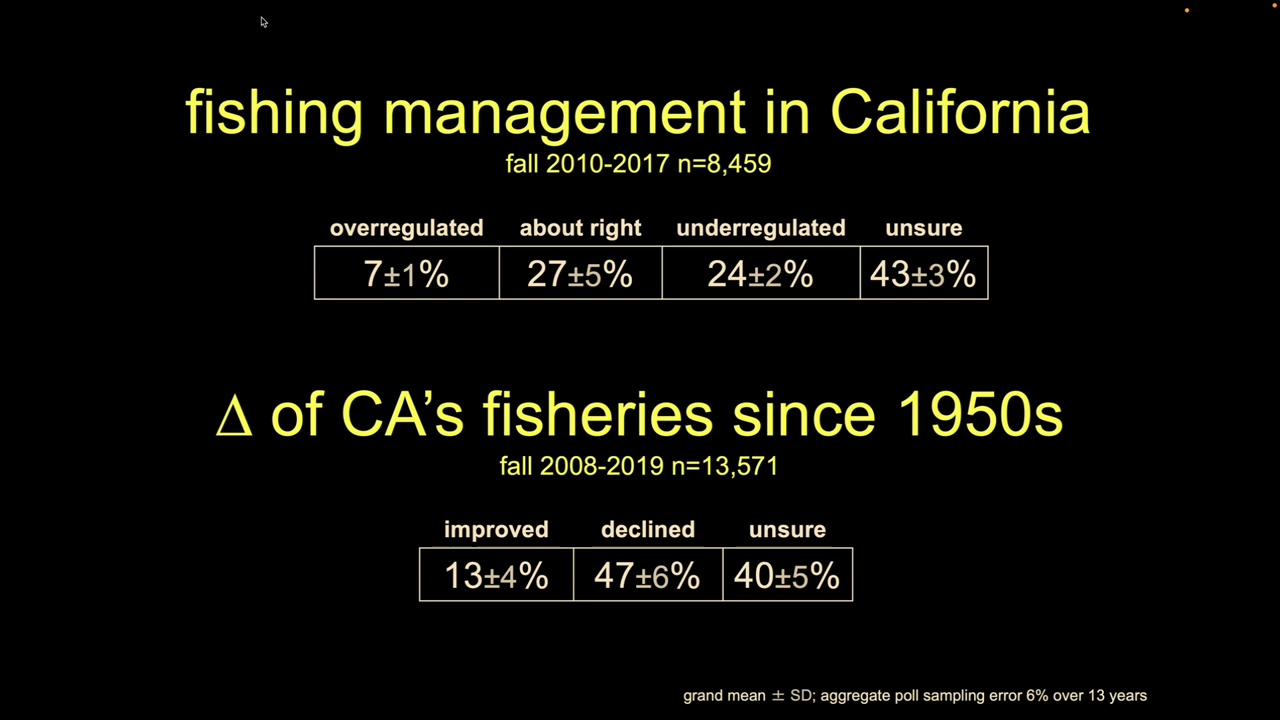 fishing management in California
fall 2010-2017 n=8,459
overregulated about right underregulated unsure
7±1% 27±5% 24±2% 43±3%
Δ of CA’s fisheries since 1950s
fall 2008-2019 n=13,571
improved declined unsure
13±4% 47±6% 40±5%
grand mean ± SD; aggregate poll sampling error 6% over 13 years